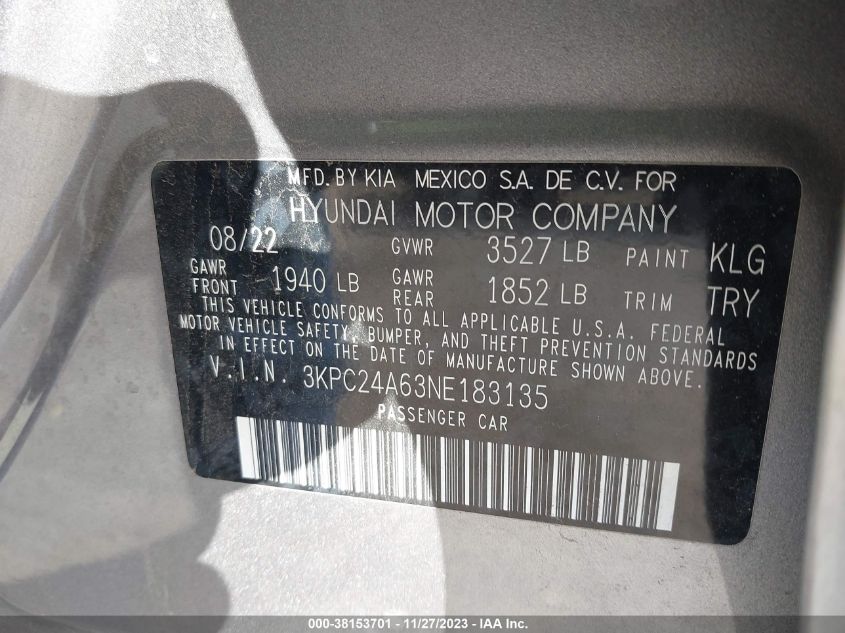 MFD. BY KIA MEXICO S.A. DE C.V. FOR
HYUNDAI MOTOR COMPANY
08/22 GVWR 3527 LB PAINT KLG
GAWR FRONT 1940 LB GAWR REAR 1852 LB TRIM TRY
THIS VEHICLE CONFORMS TO ALL APPLICABLE U.S.A. FEDERAL
MOTOR VEHICLE SAFETY, BUMPER, AND THEFT PREVENTION STANDARDS
IN EFFECT ON THE DATE OF MANUFACTURE SHOWN ABOVE.
V.I.N. 3KPC24A63NE183135
PASSENGER CAR
000-38153701 - 11/27/2023 - IAA Inc.